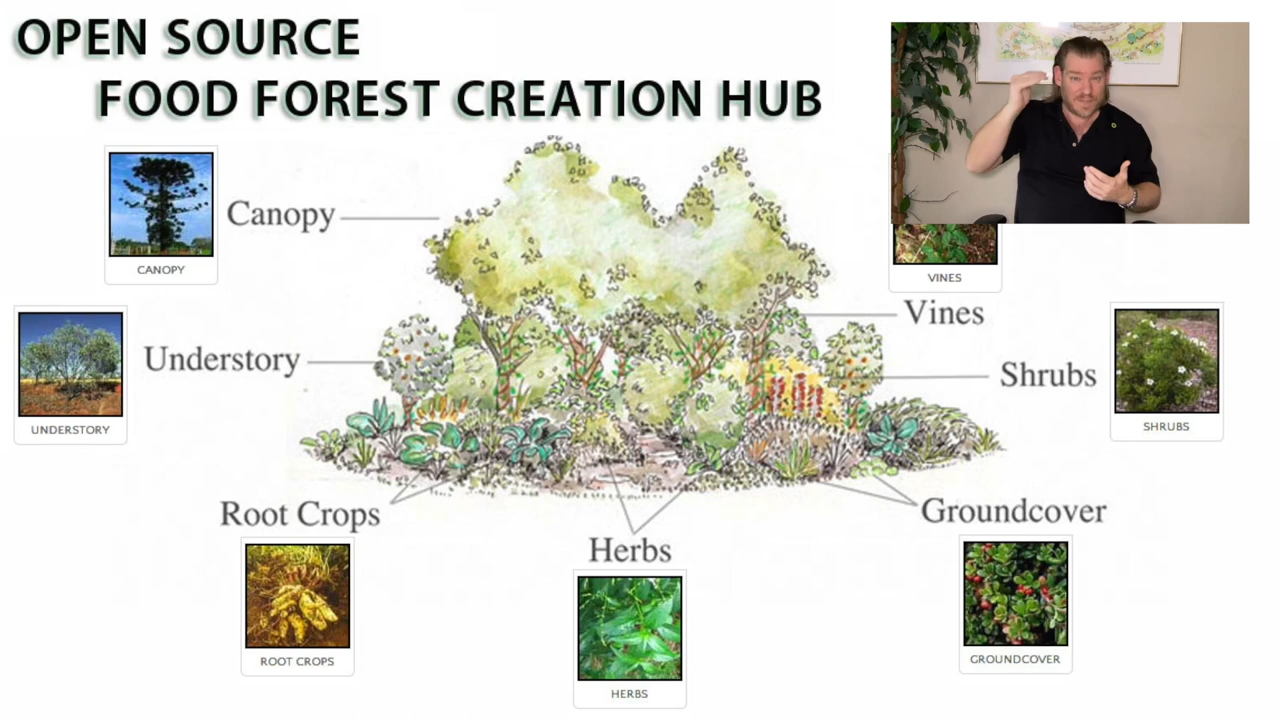 OPEN SOURCE
FOOD FOREST CREATION HUB
Canopy
CANOPY
VINES
Vines
Understory
UNDERSTORY
Shrubs
SHRUBS
Root Crops
ROOT CROPS
Herbs
HERBS
Groundcover
GROUNDCOVER